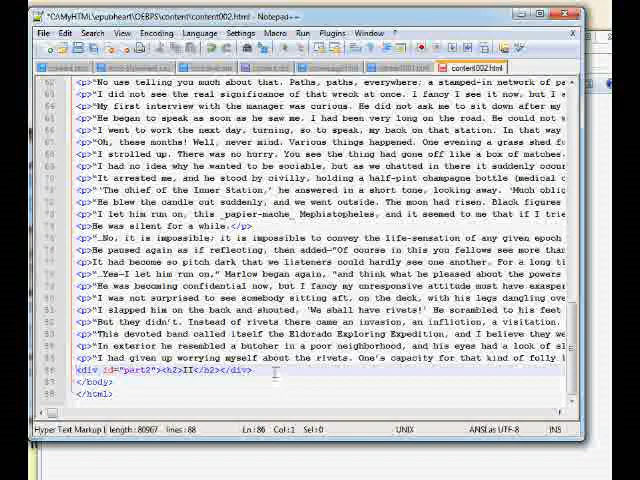 *C:\MyHTML\epubheart\OEBPS\content\content002.html - Notepad++
File Edit Search View Encoding Language Settings Macro Run Plugins Window ?
content002.html
62 <p>"No use telling you much about that. Paths, paths, everywhere; a stamped-in network of pa
<p>"I did not see the real significance of that wreck at once. I fancy I see it now, but I
<p>"My first interview with the manager was curious. He did not ask me to sit down after my
<p>"He began to speak as soon as he saw me. I had been very long on the road. He could not w
<p>"I went to work the next day, turning, so to speak, my back on that station. In that way
<p>"Oh, these months! Well, never mind. Various things happened. One evening a grass shed fu
<p>"I strolled up. There was no hurry. You see the thing had gone off like a box of matches.
<p>"I had no idea why he wanted to be sociable, but as we chatted in there it suddenly occur
<p>"It arrested me, and he stood by civilly, holding a half-pint champagne bottle (medical c
<p>"'The chief of the Inner Station,' he answered in a short tone, looking away. 'Much oblig
<p>"He blew the candle out suddenly, and we went outside. The moon had risen. Black figures
<p>"I let him run on, this _papier-mache_ Mephistopheles, and it seemed to me that if I trie
<p>He was silent for a while.</p>
<p>"_No, it is impossible; it is impossible to convey the life-sensation of any given epoch
<p>He paused again as if reflecting, then added—"Of course in this you fellows see more than
<p>It had become so pitch dark that we listeners could hardly see one another. For a long ti
<p>"_Yes—I let him run on," Marlow began again, "and think what he pleased about the powers
<p>"He was becoming confidential now, but I fancy my unresponsive attitude must have exasper
<p>"I was not surprised to see somebody sitting aft, on the deck, with his legs dangling over
<p>"I slapped him on the back and shouted, 'We shall have rivets!' He scrambled to his feet
<p>"But they didn't. Instead of rivets there came an invasion, an infliction, a visitation.
<p>"This devoted band called itself the Eldorado Exploring Expedition, and I believe they we
<p>"In exterior he resembled a butcher in a poor neighborhood, and his eyes had a look of sl
<p>"I had given up worrying myself about the rivets. One's capacity for that kind of folly i
86 <div id="part2"><h2>II</h2></div>
87 </body>
88 </html>
Hyper Text Markup L length : 80967 lines : 88 Ln : 86 Col : 1 Sel : 0 UNIX ANSI as UTF-8 INS